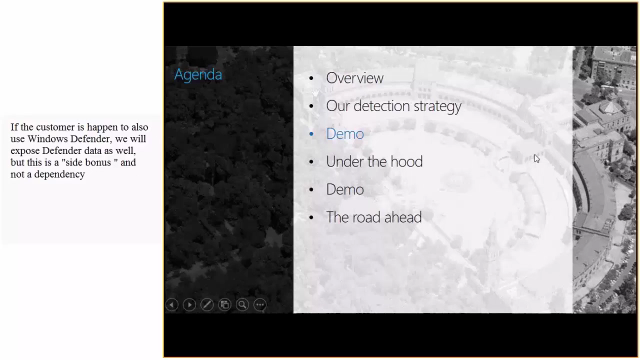 If the customer is happen to also
use Windows Defender, we will
expose Defender data as well,
but this is a "side bonus " and
not a dependency
Agenda
• Overview
• Our detection strategy
• Demo
• Under the hood
• Demo
• The road ahead